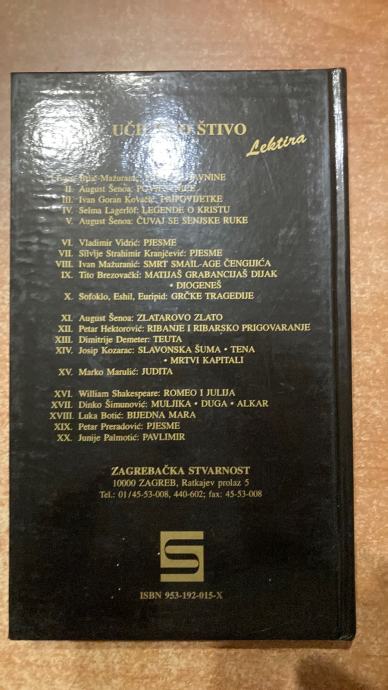 ŠTIVO
Lektira
II. August Šenoa:
III. Ivan Goran Kovačić: PRIPOVIJETKE
IV. Selma Lagerlöf: LEGENDE O KRISTU
V. August Šenoa: ČUVAJ SE SENJSKE RUKE
VI. Vladimir Vidrić: PJESME
VII. Silvije Strahimir Kranjčević: PJESME
VIII. Ivan Mažuranić: SMRT SMAIL-AGE ČENGIJIĆA
IX. Tito Brezovački: MATIJAŠ GRABANCIJAŠ DIJAK
• DIOGENEŠ
X. Sofoklo, Eshil, Euripid: GRČKE TRAGEDIJE
XI. August Šenoa: ZLATAROVO ZLATO
XII. Petar Hektorović: RIBANJE I RIBARSKO PRIGOVARANJE
XIII. Dimitrije Demeter: TEUTA
XIV. Josip Kozarac: SLAVONSKA ŠUMA • TENA
• MRTVI KAPITALI
XV. Marko Marulić: JUDITA
XVI. William Shakespeare: ROMEO I JULIJA
XVII. Dinko Šimunović: MULJIKA • DUGA • ALKAR
XVIII. Luka Botić: BIJEDNA MARA
XIX. Petar Preradović: PJESME
XX. Junije Palmotić: PAVLIMIR
ZAGREBAČKA STVARNOST
10000 ZAGREB, Ratkajev prolaz 5
Tel.: 01/45-53-008, 440-602; fax: 45-53-008
ISBN 953-192-015-X